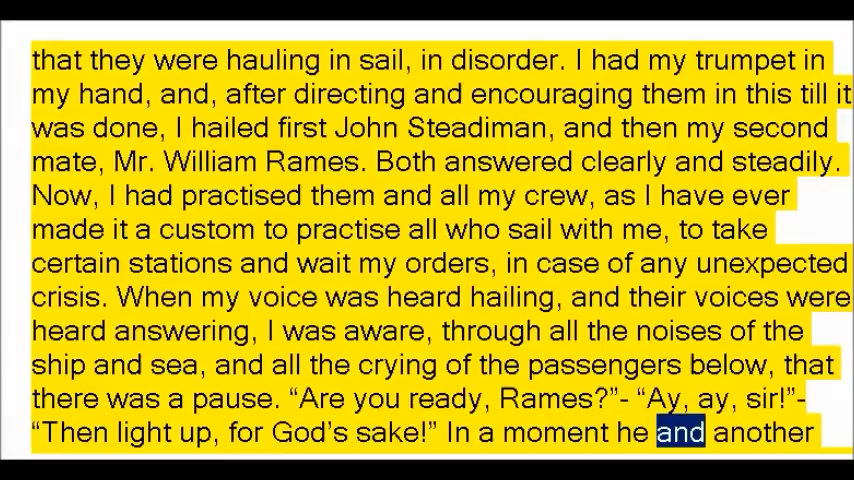 that they were hauling in sail, in disorder. I had my trumpet in
my hand, and, after directing and encouraging them in this till it
was done, I hailed first John Steadiman, and then my second
mate, Mr. William Rames. Both answered clearly and steadily.
Now, I had practised them and all my crew, as I have ever
made it a custom to practise all who sail with me, to take
certain stations and wait my orders, in case of any unexpected
crisis. When my voice was heard hailing, and their voices were
heard answering, I was aware, through all the noises of the
ship and sea, and all the crying of the passengers below, that
there was a pause. “Are you ready, Rames?”- “Ay, ay, sir!”-
“Then light up, for God’s sake!” In a moment he and another